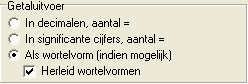 Getaluitvoer
In decimalen, aantal =
In significante cijfers, aantal =
Als wortelvorm (indien mogelijk)
Herleid wortelvormen